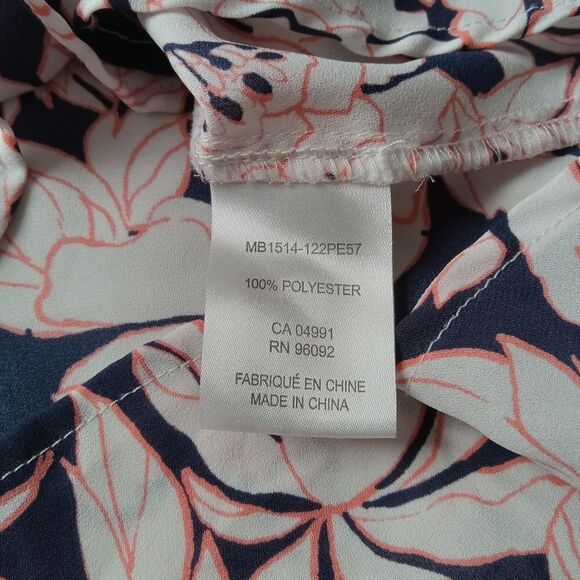 MB1514-122PE57
100% POLYESTER
CA 04991
RN 96092
FABRIQUÉ EN CHINE
MADE IN CHINA